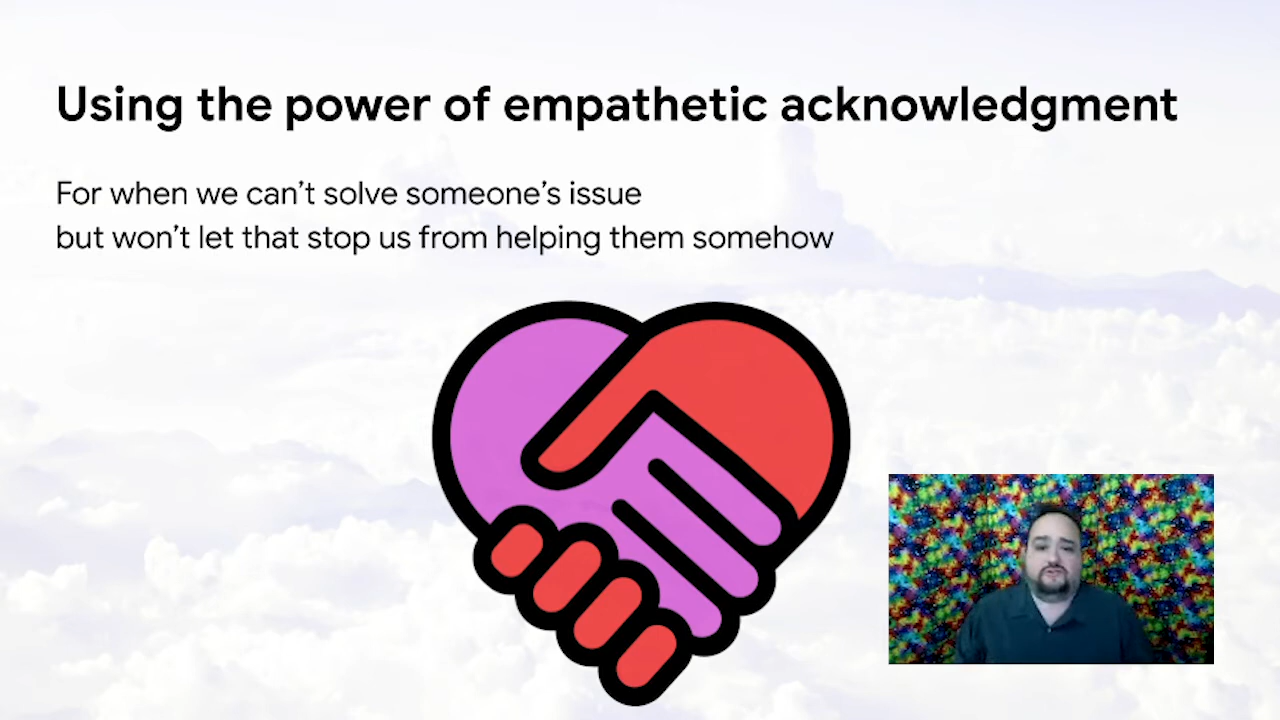 Using the power of empathetic acknowledgment
For when we can’t solve someone’s issue
but won’t let that stop us from helping them somehow